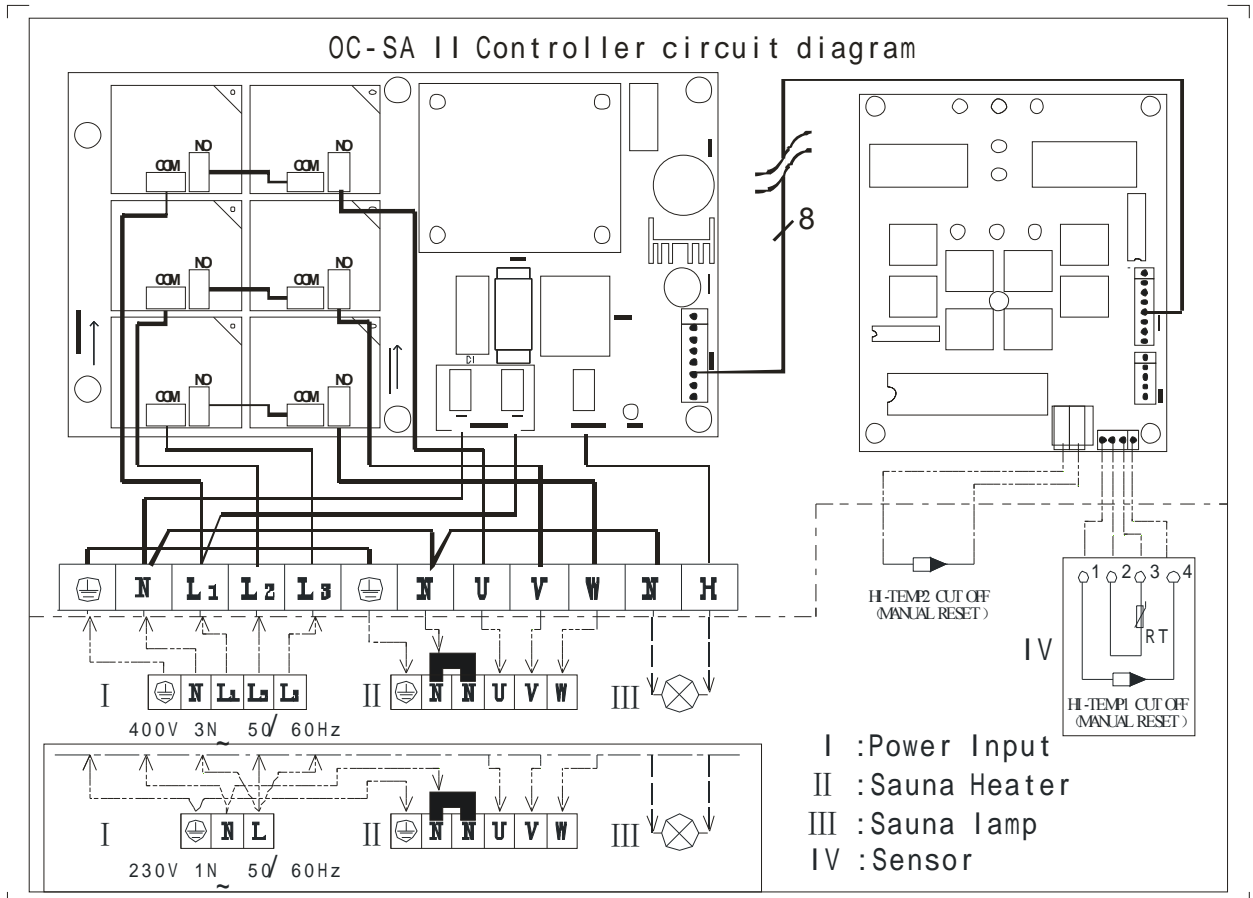 OC-SA II Controller circuit diagram
NO
NO
COM
COM
NO
NO
COM
COM
8
NO
NO
COM
COM
N L1 L2 L3 N U V W N H
HI-TEMP2 CUT OFF
(MANUAL RESET)
1 2 3 4
RT
IV
HI-TEMP1 CUT OFF
(MANUAL RESET)
I N L1 L2 L3
II N N U V W
III
400V 3N~ 50/60Hz
I N L
II N N U V W
III
230V 1N~ 50/60Hz
I :Power Input
II :Sauna Heater
III :Sauna lamp
IV :Sensor